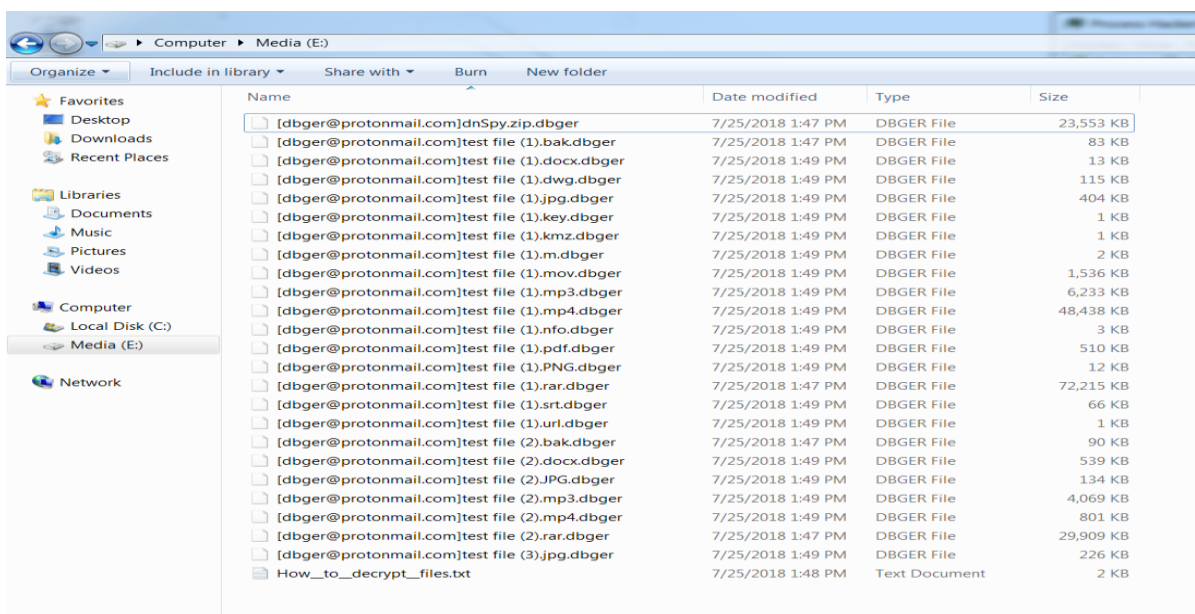 Process Hacker
Computer Media (E:)
Organize Include in library Share with Burn New folder
Favorites
Desktop
Downloads
Recent Places
Libraries
Documents
Music
Pictures
Videos
Computer
Local Disk (C:)
Media (E:)
Network
Name Date modified Type Size
[dbger@protonmail.com]dnSpy.zip.dbger 7/25/2018 1:47 PM DBGER File 23,553 KB
[dbger@protonmail.com]test file (1).bak.dbger 7/25/2018 1:47 PM DBGER File 83 KB
[dbger@protonmail.com]test file (1).docx.dbger 7/25/2018 1:49 PM DBGER File 13 KB
[dbger@protonmail.com]test file (1).dwg.dbger 7/25/2018 1:49 PM DBGER File 115 KB
[dbger@protonmail.com]test file (1).jpg.dbger 7/25/2018 1:49 PM DBGER File 404 KB
[dbger@protonmail.com]test file (1).key.dbger 7/25/2018 1:49 PM DBGER File 1 KB
[dbger@protonmail.com]test file (1).kmz.dbger 7/25/2018 1:49 PM DBGER File 1 KB
[dbger@protonmail.com]test file (1).m.dbger 7/25/2018 1:49 PM DBGER File 2 KB
[dbger@protonmail.com]test file (1).mov.dbger 7/25/2018 1:49 PM DBGER File 1,536 KB
[dbger@protonmail.com]test file (1).mp3.dbger 7/25/2018 1:49 PM DBGER File 6,233 KB
[dbger@protonmail.com]test file (1).mp4.dbger 7/25/2018 1:49 PM DBGER File 48,438 KB
[dbger@protonmail.com]test file (1).nfo.dbger 7/25/2018 1:49 PM DBGER File 3 KB
[dbger@protonmail.com]test file (1).pdf.dbger 7/25/2018 1:49 PM DBGER File 510 KB
[dbger@protonmail.com]test file (1).PNG.dbger 7/25/2018 1:49 PM DBGER File 12 KB
[dbger@protonmail.com]test file (1).rar.dbger 7/25/2018 1:47 PM DBGER File 72,215 KB
[dbger@protonmail.com]test file (1).srt.dbger 7/25/2018 1:49 PM DBGER File 66 KB
[dbger@protonmail.com]test file (1).url.dbger 7/25/2018 1:49 PM DBGER File 1 KB
[dbger@protonmail.com]test file (2).bak.dbger 7/25/2018 1:47 PM DBGER File 90 KB
[dbger@protonmail.com]test file (2).docx.dbger 7/25/2018 1:49 PM DBGER File 539 KB
[dbger@protonmail.com]test file (2).JPG.dbger 7/25/2018 1:49 PM DBGER File 134 KB
[dbger@protonmail.com]test file (2).mp3.dbger 7/25/2018 1:49 PM DBGER File 4,069 KB
[dbger@protonmail.com]test file (2).mp4.dbger 7/25/2018 1:49 PM DBGER File 801 KB
[dbger@protonmail.com]test file (2).rar.dbger 7/25/2018 1:47 PM DBGER File 29,909 KB
[dbger@protonmail.com]test file (3).jpg.dbger 7/25/2018 1:49 PM DBGER File 226 KB
How__to__decrypt__files.txt 7/25/2018 1:48 PM Text Document 2 KB